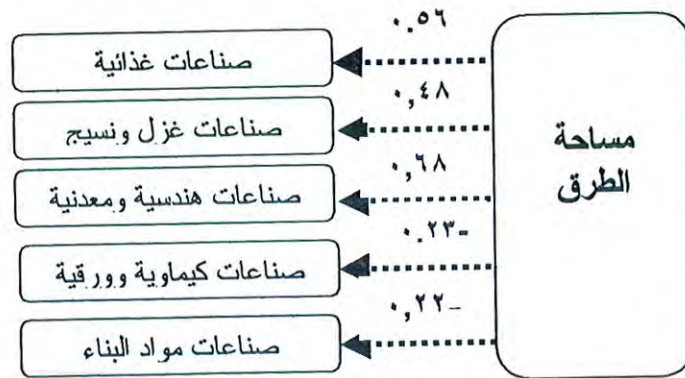 مساحة
الطرق
٠.٥٦
صناعات غذائية
٠,٤٨
صناعات غزل ونسيج
٠,٦٨
صناعات هندسية ومعدنية
-٠.٢٣
صناعات كيماوية وورقية
-٠,٢٢
صناعات مواد البناء